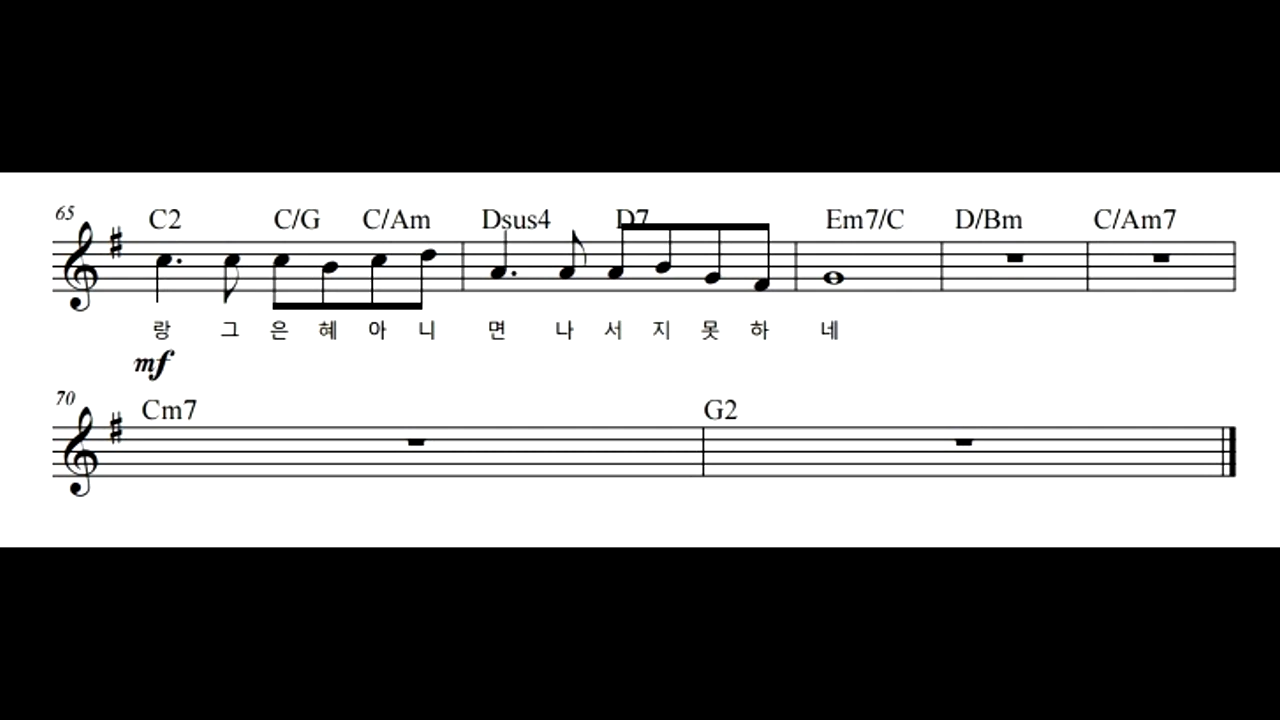 65
C2 C/G C/Am Dsus4 D7 Em7/C D/Bm C/Am7
랑 그 은 혜 아 니 면 나 서 지 못 하 네
mf
70
Cm7 G2